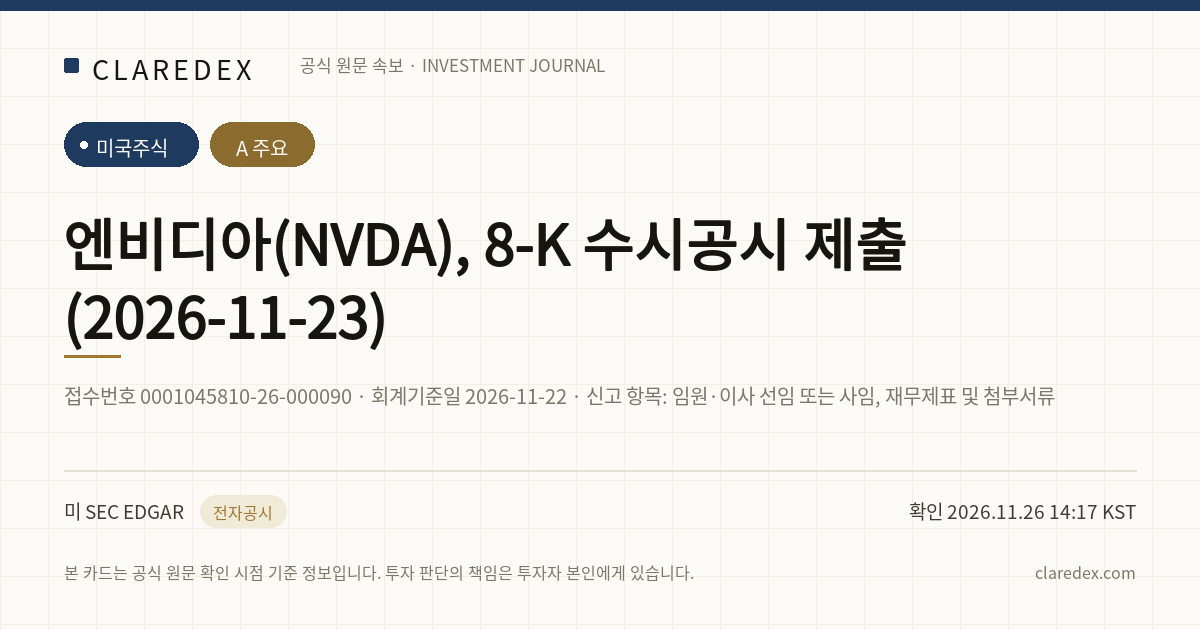 CLAREDEX 공식 원문 속보 · INVESTMENT JOURNAL
미국주식 A 주요
엔비디아(NVDA), 8-K 수시공시 제출
(2026-11-23)
접수번호 0001045810-26-000090 · 회계기준일 2026-11-22 · 신고 항목: 임원·이사 선임 또는 사임, 재무제표 및 첨부서류
미 SEC EDGAR 전자공시 확인 2026.11.26 14:17 KST
본 카드는 공식 원문 확인 시점 기준 정보입니다. 투자 판단의 책임은 투자자 본인에게 있습니다. claredex.com